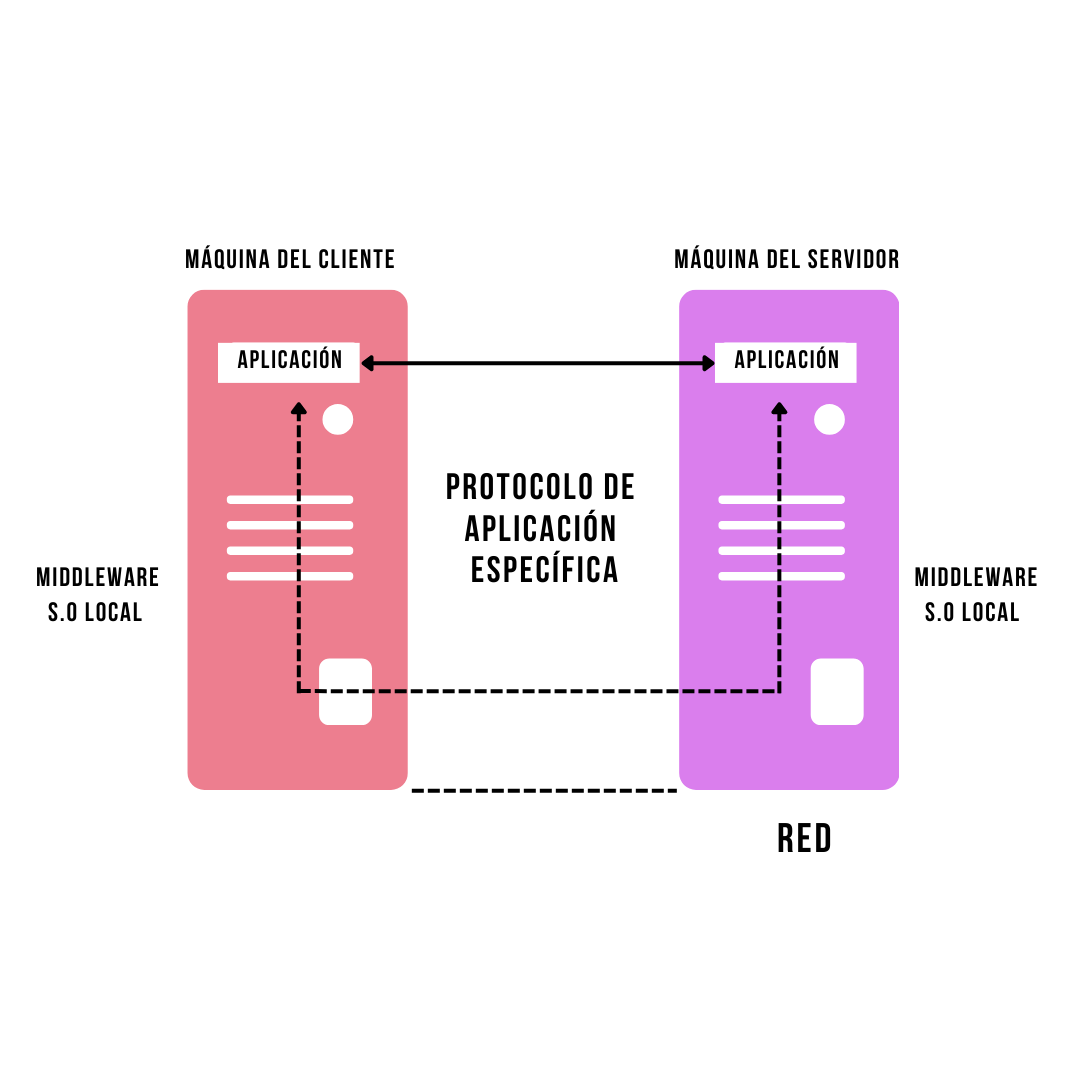 MÁQUINA DEL CLIENTE
MÁQUINA DEL SERVIDOR
APLICACIÓN
APLICACIÓN
PROTOCOLO DE
APLICACIÓN
ESPECÍFICA
MIDDLEWARE
S.O LOCAL
MIDDLEWARE
S.O LOCAL
RED